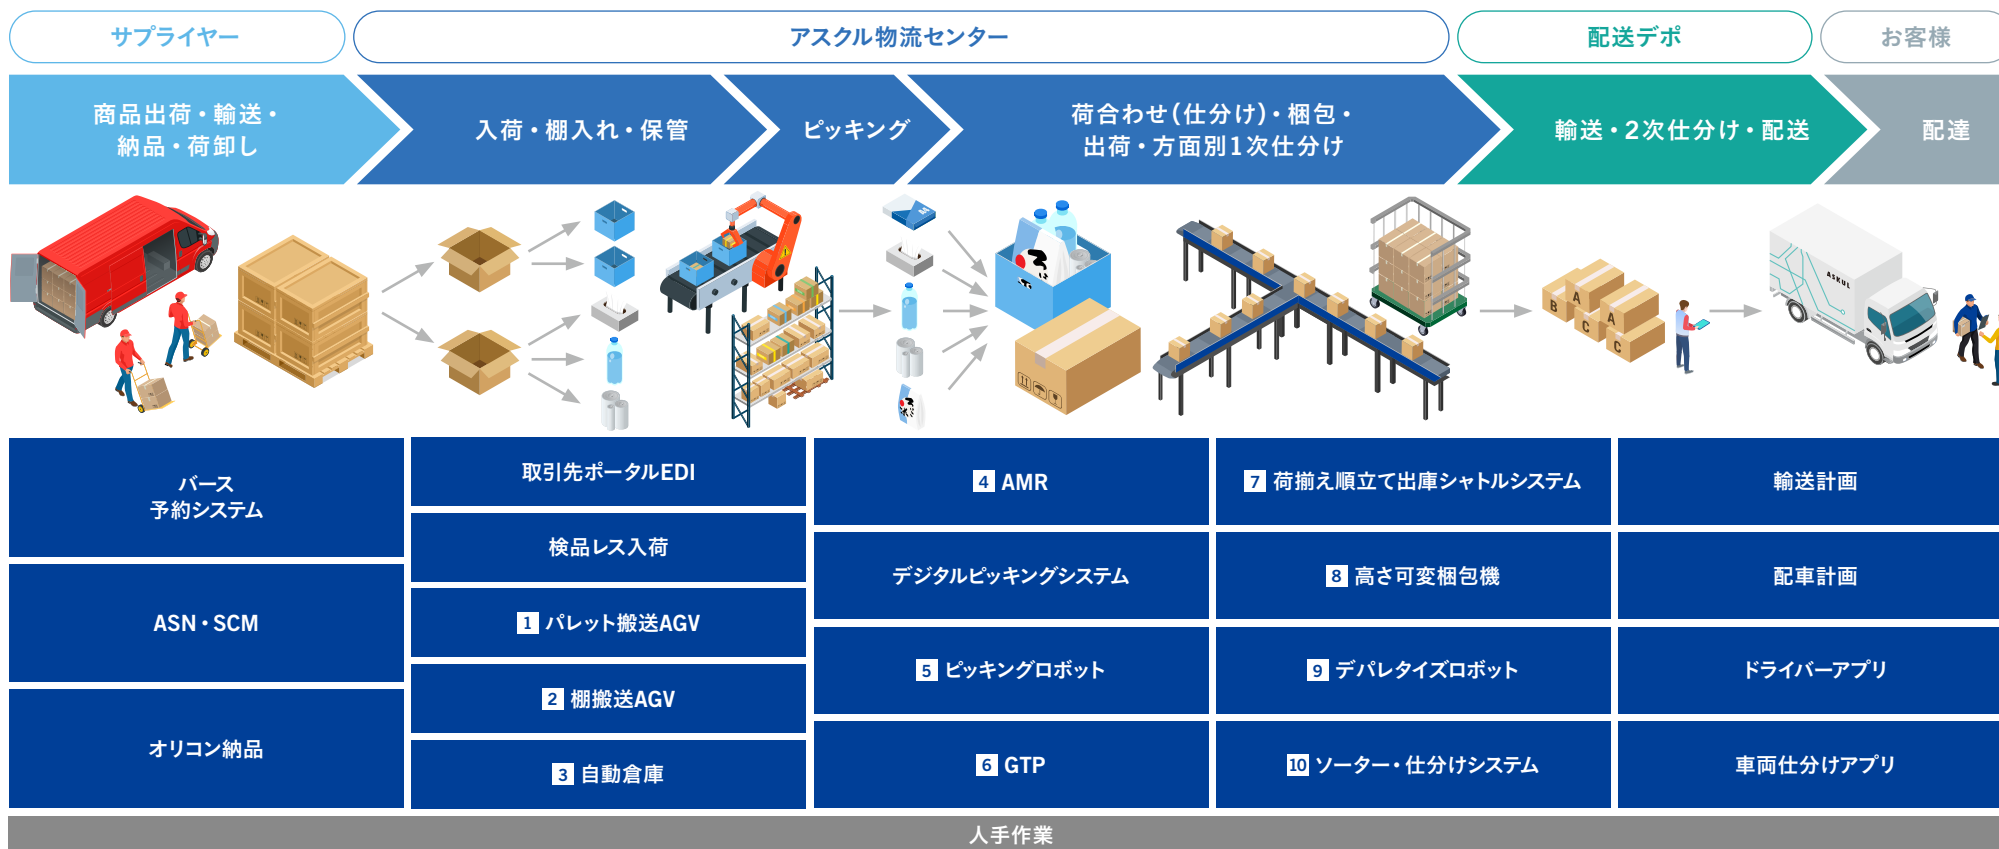 サプライヤー
アスクル物流センター
配送デポ
お客様
商品出荷・輸送・
納品・荷卸し
入荷・棚入れ・保管
ピッキング
荷合わせ(仕分け)・梱包・
出荷・方面別1次仕分け
輸送・2次仕分け・配送
配達
B
A
C
A
C
ASKUL
バース
予約システム
ASN・SCM
オリコン納品
取引先ポータルEDI
検品レス入荷
1 パレット搬送AGV
2 棚搬送AGV
3 自動倉庫
4 AMR
デジタルピッキングシステム
5 ピッキングロボット
6 GTP
7 荷揃え順立て出庫シャトルシステム
8 高さ可変梱包機
9 デパレタイズロボット
10 ソーター・仕分けシステム
輸送計画
配車計画
ドライバーアプリ
車両仕分けアプリ
人手作業